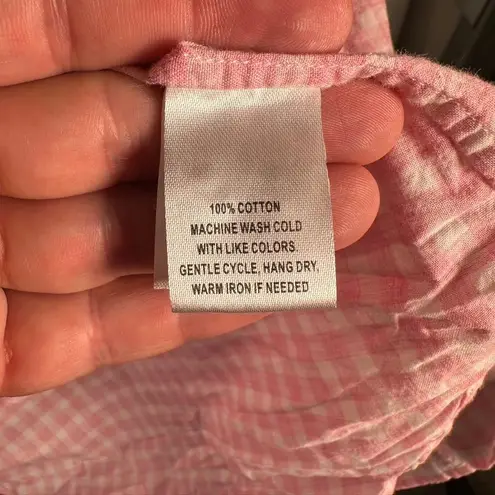 100% COTTON
MACHINE WASH COLD
WITH LIKE COLORS.
GENTLE CYCLE, HANG DRY,
WARM IRON IF NEEDED